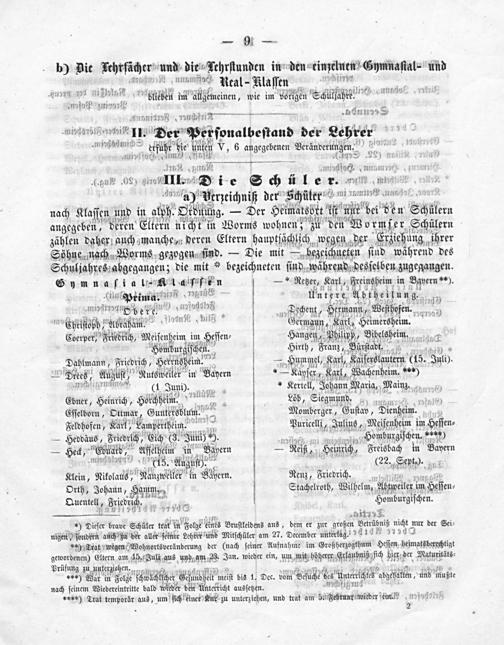 — 9 —
b) Die Lehrfächer und die Lehrstunden in den einzelnen Gymnasial- und
Real-Klassen
blieben im allgemeinen, wie im vorigen Schuljahre.
II. Der Personalbestand der Lehrer
erfuhr die unten V, 6 angegebenen Veränderungen.
III. Die Schüler.
a) Verzeichniß der Schüler
nach Klassen und in alph. Ordnung. — Der Heimatsort ist nur bei den Schülern
angegeben, deren Eltern nicht in Worms wohnen; zu den Wormser Schülern
zählen daher auch manche, deren Eltern hauptsächlich wegen der Erziehung ihrer
Söhne nach Worms gezogen sind. — Die mit — bezeichneten sind während des
Schuljahres abgegangen; die mit * bezeichneten sind während desselben zugegangen.
Gymnasial-Klassen
Prima.
Obere.
Christoph, Abraham.
Coerper, Friedrich, Meisenheim im Hessen-
Homburgischen.
Dahlmann, Friedrich, Herrnsheim.
Drees, August, Kutsweiler in Bayern
(1 Juni).
Ebner, Heinrich, Horchheim.
Esselborn, Ottmar, Guntersblum.
Feldhofen, Karl, Lampertheim.
— Heddäus, Friedrich, Eich (3. Juni) *).
— Heck, Eduard, Asselheim in Bayern
(15. August).
Klein, Nikolaus, Ranzweiler in Bayern.
Orth, Johann, Hamm.
Quentell, Friedrich.
— * Reyer, Karl, Freinsheim in Bayern **).
Untere Abtheilung.
Dechent, Hermann, Westhofen.
Germann, Karl, Heimersheim.
Hangen, Philipp, Bibelsheim.
Hirth, Franz, Bürstadt.
— Hummel, Karl, Kaiserslautern (15. Juli).
* — Kayser, Karl, Wachenheim. ***)
* Kertell, Johann Maria, Mainz.
Löb, Siegmund.
Momberger, Gustav, Dienheim.
Puricelli, Julius, Meisenheim im Hessen-
Homburgischen ****)
— Reiß, Heinrich, Freisbach in Bayern
(22. Sept.).
Renz, Friedrich.
Stachelroth, Wilhelm, Abtweiler im Hessen-
Homburgischen.
*) Dieser brave Schüler trat in Folge eines Brustleidens aus, dem er zur großen Betrübniß nicht nur der Sei-
nigen, sondern auch zu der aller seiner Lehrer und Mitschüler am 27. Dezember unterlag.
**) Trat wegen Wohnortsveränderung der (nach seiner Aufnahme im Großherzogthum Hessen heimatsberechtigt
gewordenen) Eltern am 15. Juli aus und am 23. Jan. wieder ein, um mit höherer Erlaubniß sich hier der Maturitäts-
Prüfung zu unterziehen.
***) War in Folge schwächlicher Gesundheit meist bis 1. Dec. vom Besuche des Unterrichtes abgehalten, und mußte
nach seinem Wiedereintritte bald wieder den Unterricht aussetzen.
****) Trat temporär aus, um sich einer Kur zu unterziehen, und trat am 5. Februar wieder ein.
2